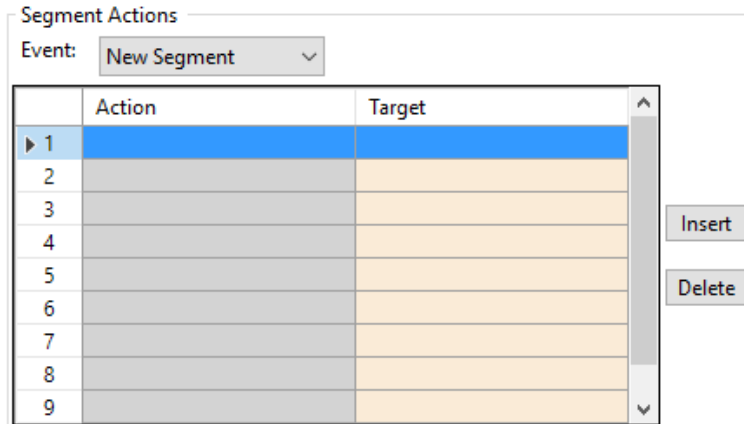 Segment Actions
Event: New Segment
Action Target
1
2
3
Insert
4
5
Delete
6
7
8
9